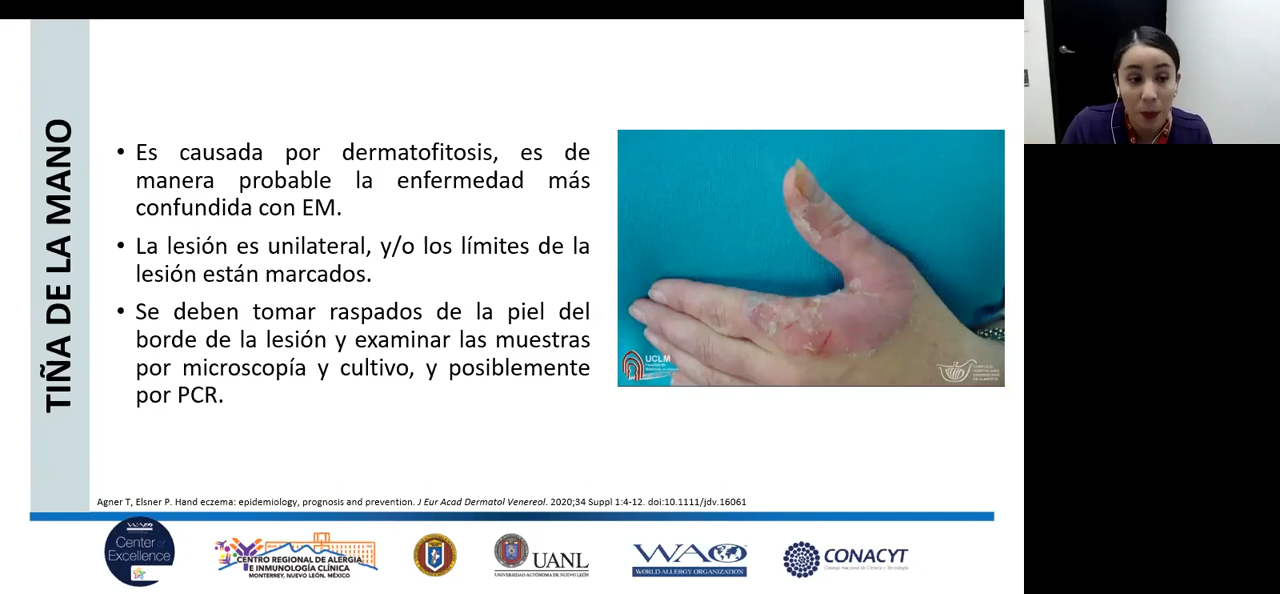 TIÑA DE LA MANO
• Es causada por dermatofitosis, es de
manera probable la enfermedad más
confundida con EM.
• La lesión es unilateral, y/o los límites de la
lesión están marcados.
• Se deben tomar raspados de la piel del
borde de la lesión y examinar las muestras
por microscopía y cultivo, y posiblemente
por PCR.
UCLM
Agner T, Elsner P. Hand eczema: epidemiology, prognosis and prevention. J Eur Acad Dermatol Venereol. 2020;34 Suppl 1:4-12. doi:10.1111/jdv.16061
WAO
Center of
Excellence
CENTRO REGIONAL DE ALERGIA
E INMUNOLOGÍA CLÍNICA
MONTERREY, NUEVO LEÓN, MÉXICO
UANL
UNIVERSIDAD AUTÓNOMA DE NUEVO LEÓN
WAO
WORLD ALLERGY ORGANIZATION
CONACYT
Consejo Nacional de Ciencia y Tecnología